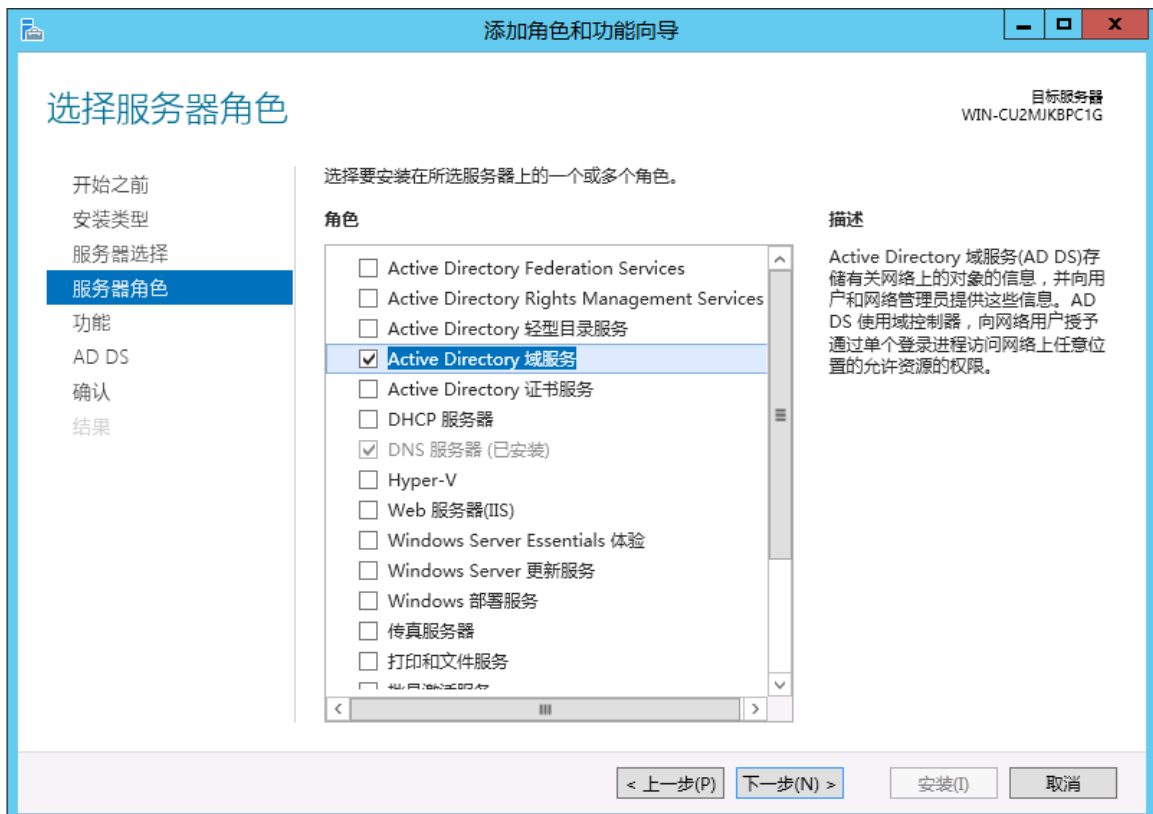 添加角色和功能向导
选择服务器角色
目标服务器
WIN-CU2MJKBPC1G
开始之前
安装类型
服务器选择
服务器角色
功能
AD DS
确认
结果
选择要安装在所选服务器上的一个或多个角色。
角色
Active Directory Federation Services
Active Directory Rights Management Services
Active Directory 轻型目录服务
Active Directory 域服务
Active Directory 证书服务
DHCP 服务器
DNS 服务器 (已安装)
Hyper-V
Web 服务器(IIS)
Windows Server Essentials 体验
Windows Server 更新服务
Windows 部署服务
传真服务器
打印和文件服务
批量激活服务
描述
Active Directory 域服务(AD DS)存
储有关网络上的对象的信息，并向用
户和网络管理员提供这些信息。AD
DS 使用域控制器，向网络用户授予
通过单个登录进程访问网络上任意位
置的允许资源的权限。
< 上一步(P)
下一步(N) >
安装(I)
取消